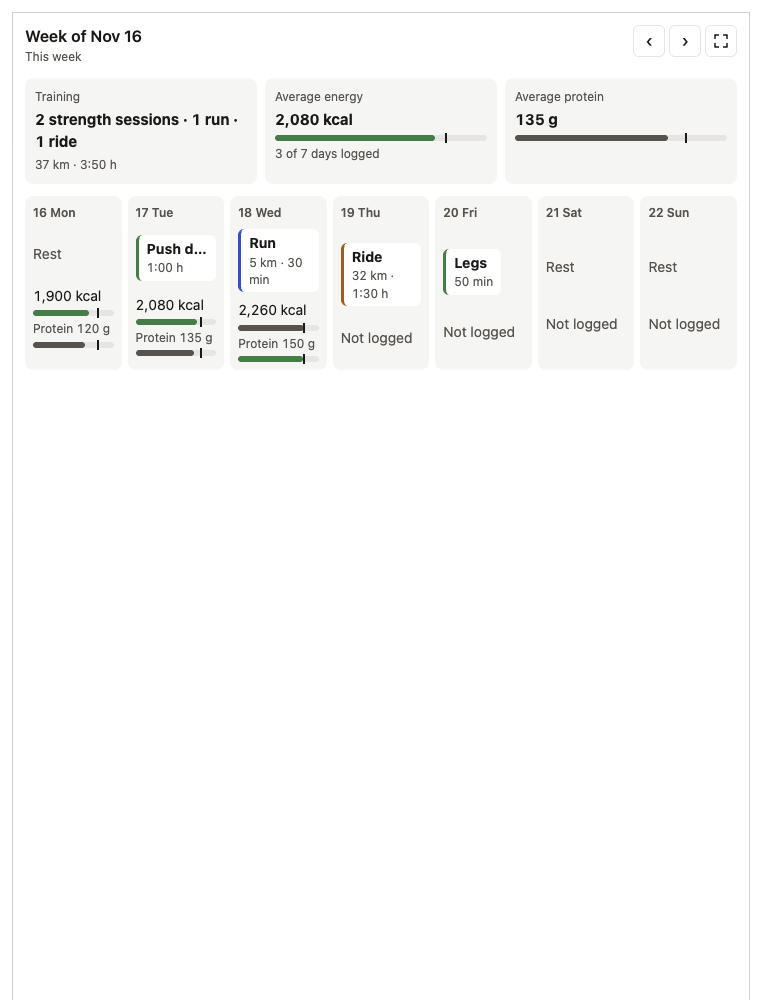 Week of Nov 16
This week
‹
›
Training
2 strength sessions · 1 run ·
1 ride
37 km · 3:50 h
Average energy
2,080 kcal
3 of 7 days logged
Average protein
135 g
16 Mon
Rest
1,900 kcal
Protein 120 g
17 Tue
Push d...
1:00 h
2,080 kcal
Protein 135 g
18 Wed
Run
5 km · 30
min
2,260 kcal
Protein 150 g
19 Thu
Ride
32 km ·
1:30 h
Not logged
20 Fri
Legs
50 min
Not logged
21 Sat
Rest
Not logged
22 Sun
Rest
Not logged